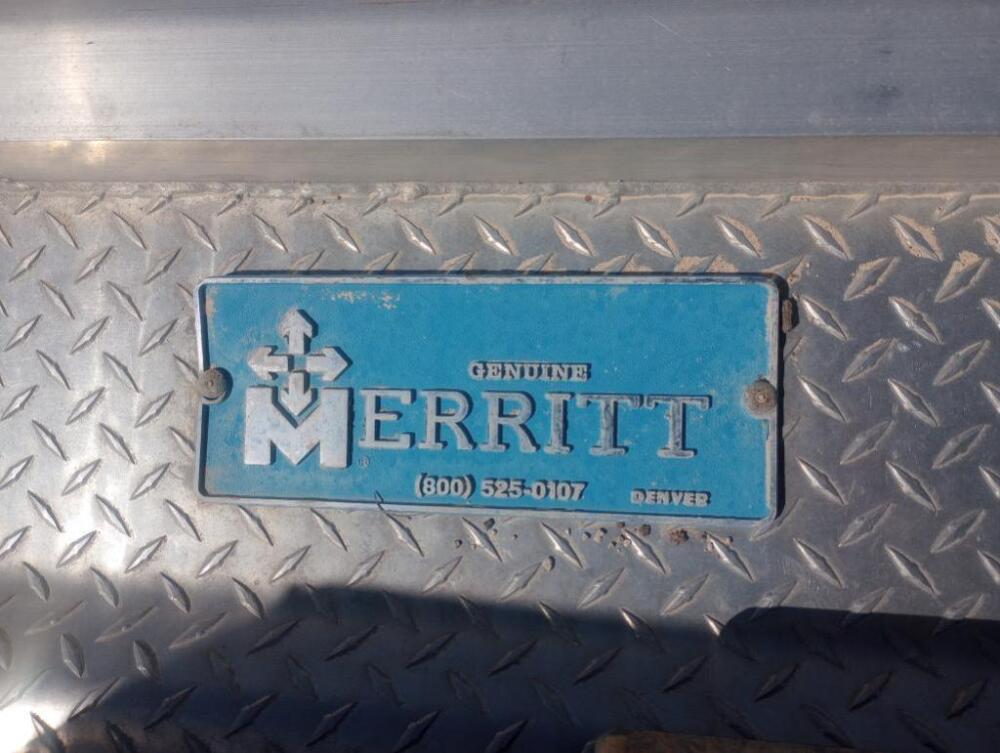 GENUINE
MERRITT®
(800) 525-0107 DENVER